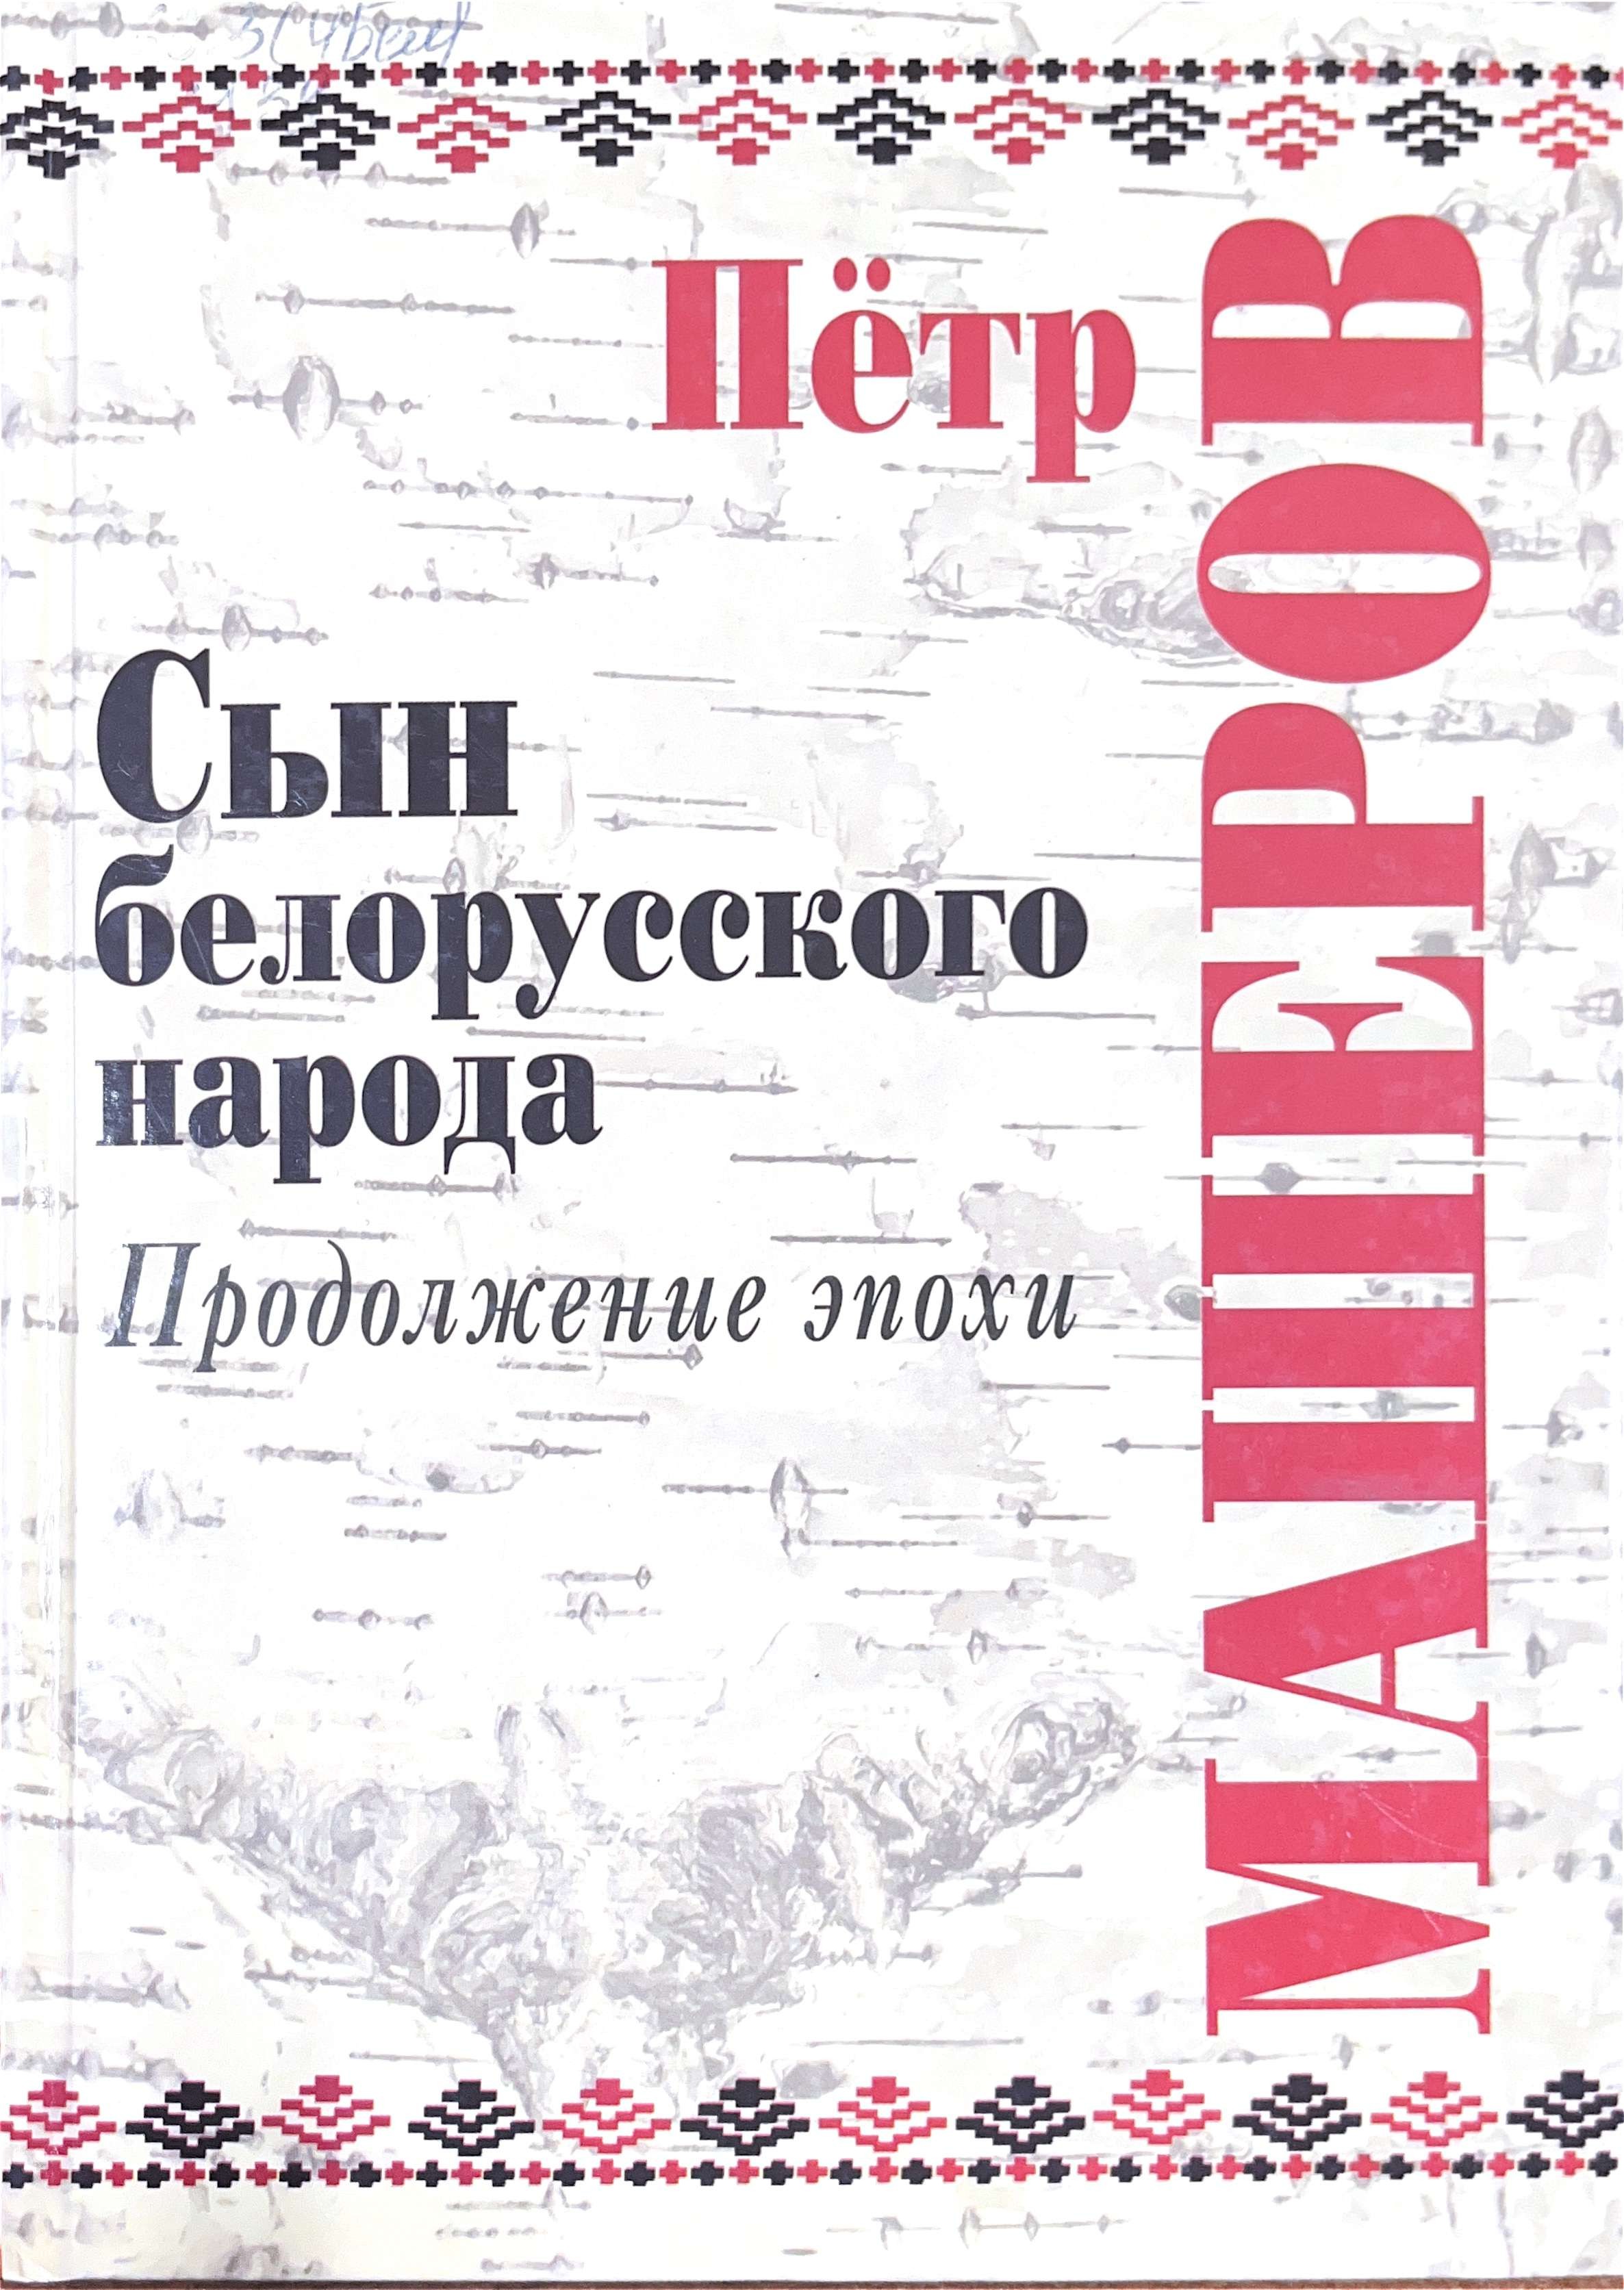 Пётр
МАШЕРОВ
Сын
белорусского
народа
Продолжение эпохи